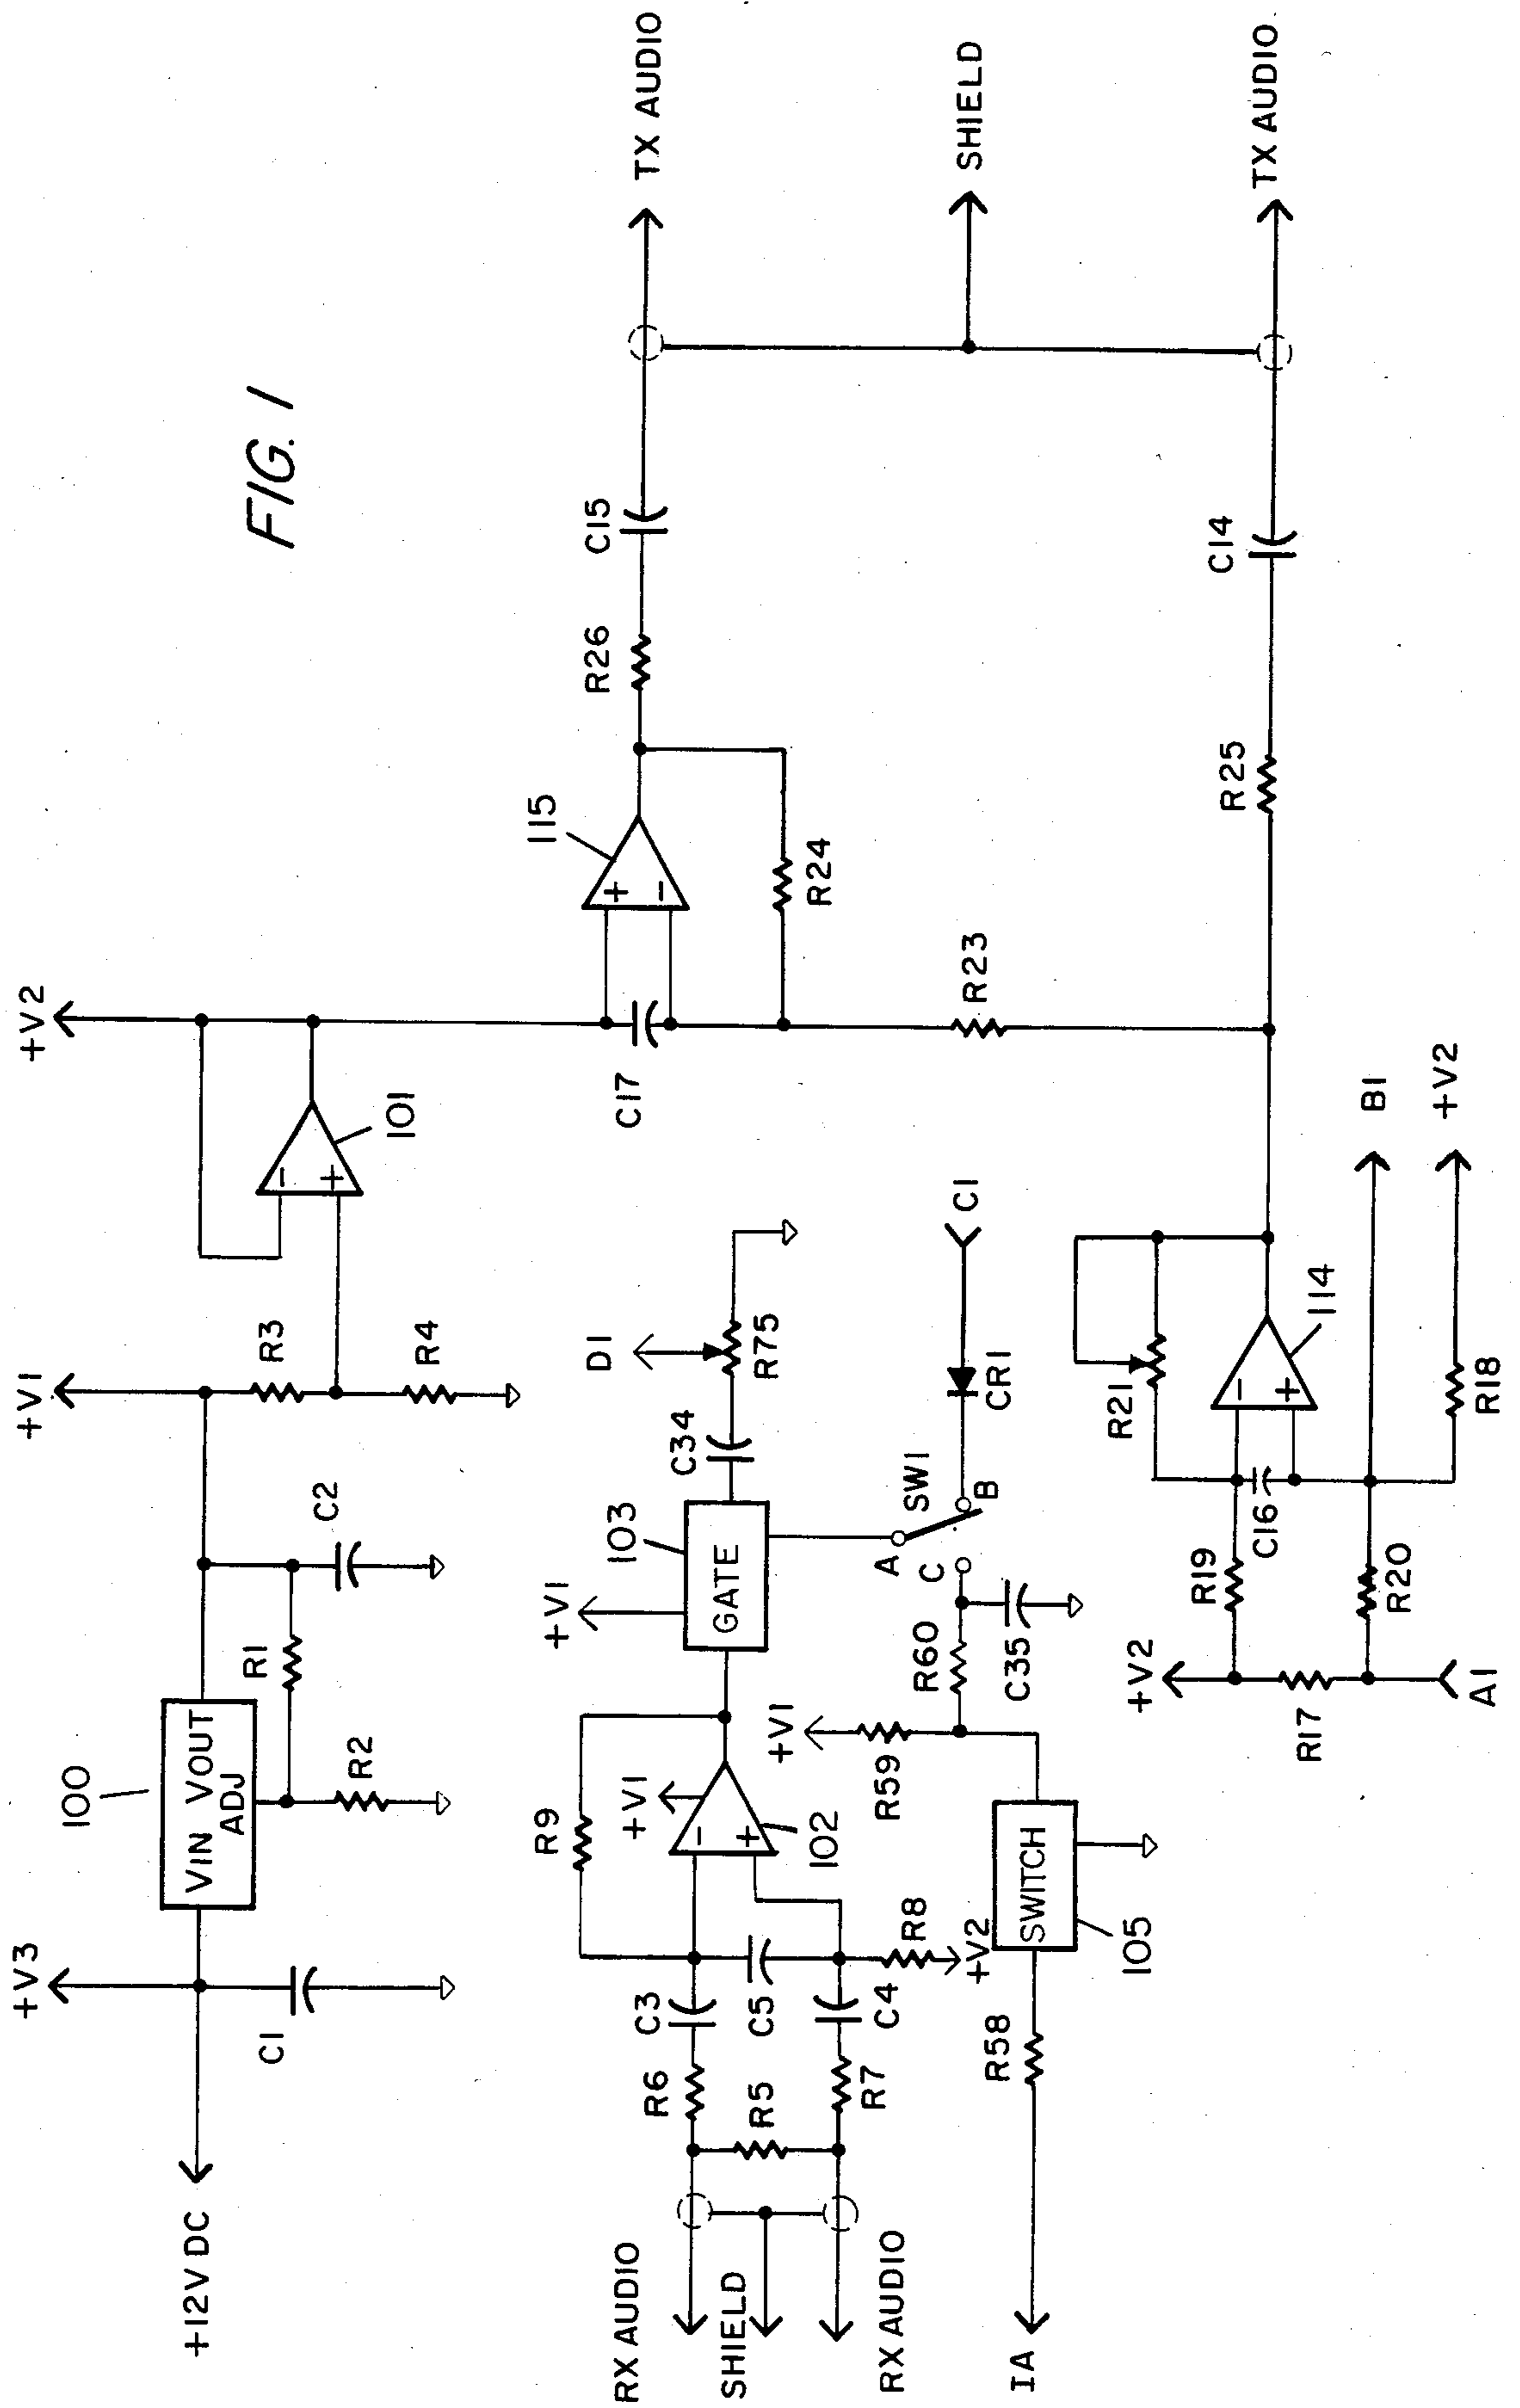 FIG. 1
+12V DC
+V3
C1
100
VIN VOUT
ADJ
R1
R2
C2
+V1
R3
R4
101
-
+
+V2
RX AUDIO
SHIELD
RX AUDIO
R6
R5
R7
C3
C5
C4
R8
+V2
R9
+V1
-
+
102
+V1
103
GATE
C34
R75
D1
IA
R58
SWITCH
105
+V1
R59
R60
C35
A
B
C
SW1
CR1
C1
C17
115
+
-
R24
R23
R26
C15
TX AUDIO
SHIELD
TX AUDIO
+V2
R17
A1
R19
R20
C16
R21
-
+
114
R18
B1
+V2
R25
C14